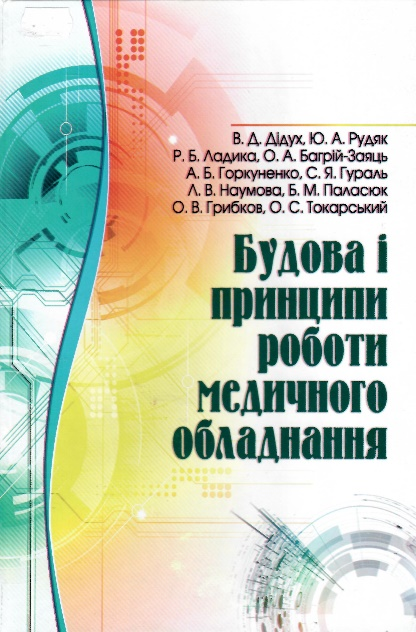 В. Д. Дідух, Ю. А. Рудяк
Р. Б. Ладика, О. А. Багрій-Заяць
А. Б. Горкуненко, С. Я. Гураль
Л. В. Наумова, Б. М. Паласюк
О. В. Грибков, О. С. Токарський
Будова і
принципи
роботи
медичного
обладнання